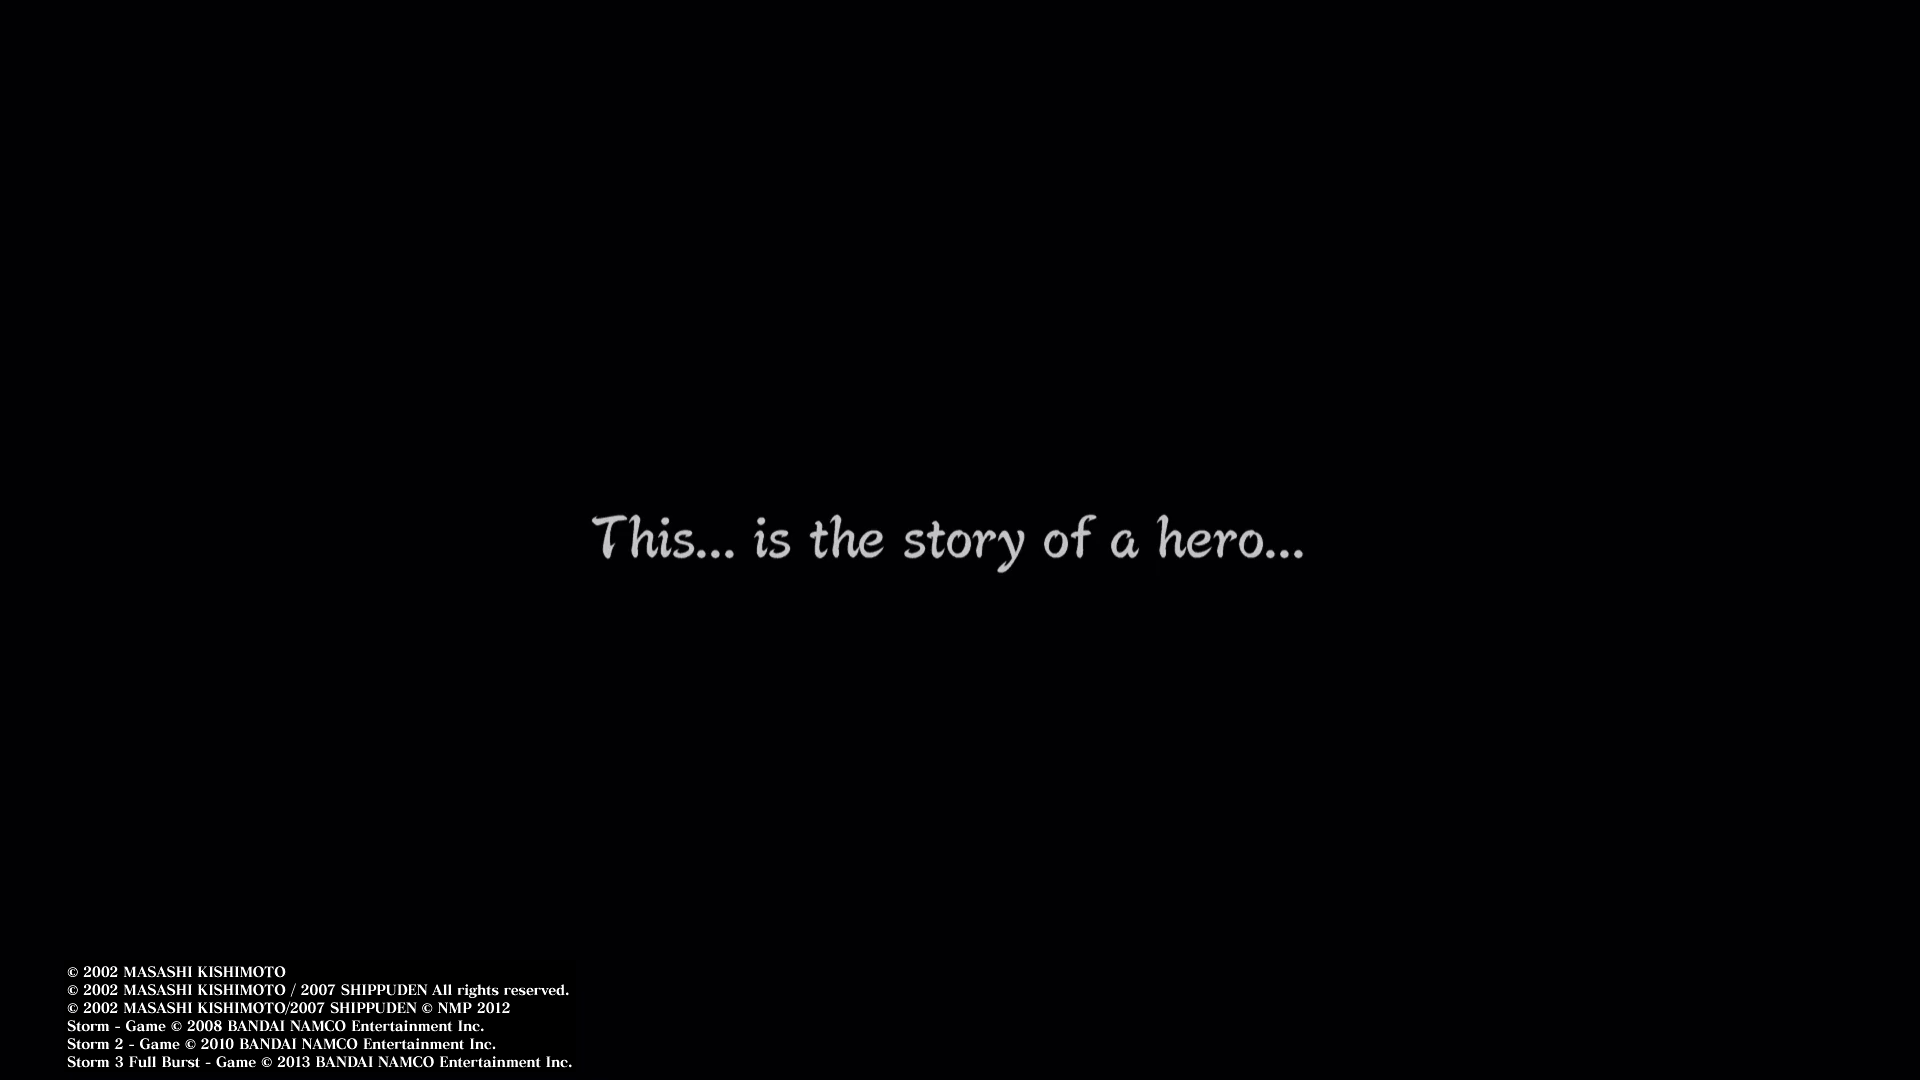 This... is the story of a hero...
© 2002 MASASHI KISHIMOTO
© 2002 MASASHI KISHIMOTO / 2007 SHIPPUDEN All rights reserved.
© 2002 MASASHI KISHIMOTO/2007 SHIPPUDEN © NMP 2012
Storm - Game © 2008 BANDAI NAMCO Entertainment Inc.
Storm 2 - Game © 2010 BANDAI NAMCO Entertainment Inc.
Storm 3 Full Burst - Game © 2013 BANDAI NAMCO Entertainment Inc.